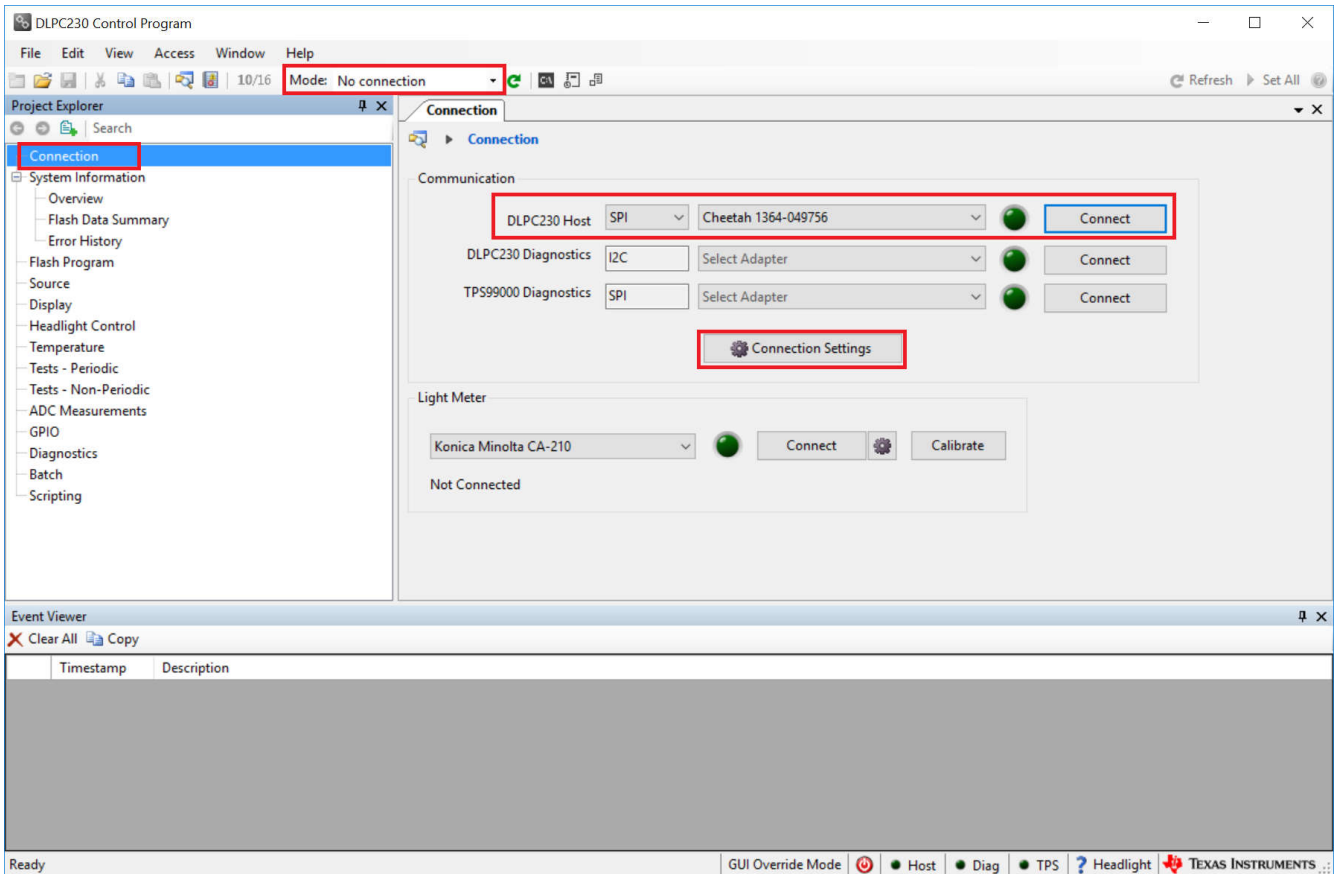 DLPC230 Control Program
File Edit View Access Window Help
10/16 Mode: No connection C:\ Refresh Set All
Project Explorer
Search
Connection
System Information
Overview
Flash Data Summary
Error History
Flash Program
Source
Display
Headlight Control
Temperature
Tests - Periodic
Tests - Non-Periodic
ADC Measurements
GPIO
Diagnostics
Batch
Scripting
Connection
Connection
Communication
DLPC230 Host SPI Cheetah 1364-049756 Connect
DLPC230 Diagnostics I2C Select Adapter Connect
TPS99000 Diagnostics SPI Select Adapter Connect
Connection Settings
Light Meter
Konica Minolta CA-210 Connect Calibrate
Not Connected
Event Viewer
Clear All Copy
Timestamp Description
Ready GUI Override Mode Host Diag TPS ? Headlight TEXAS INSTRUMENTS